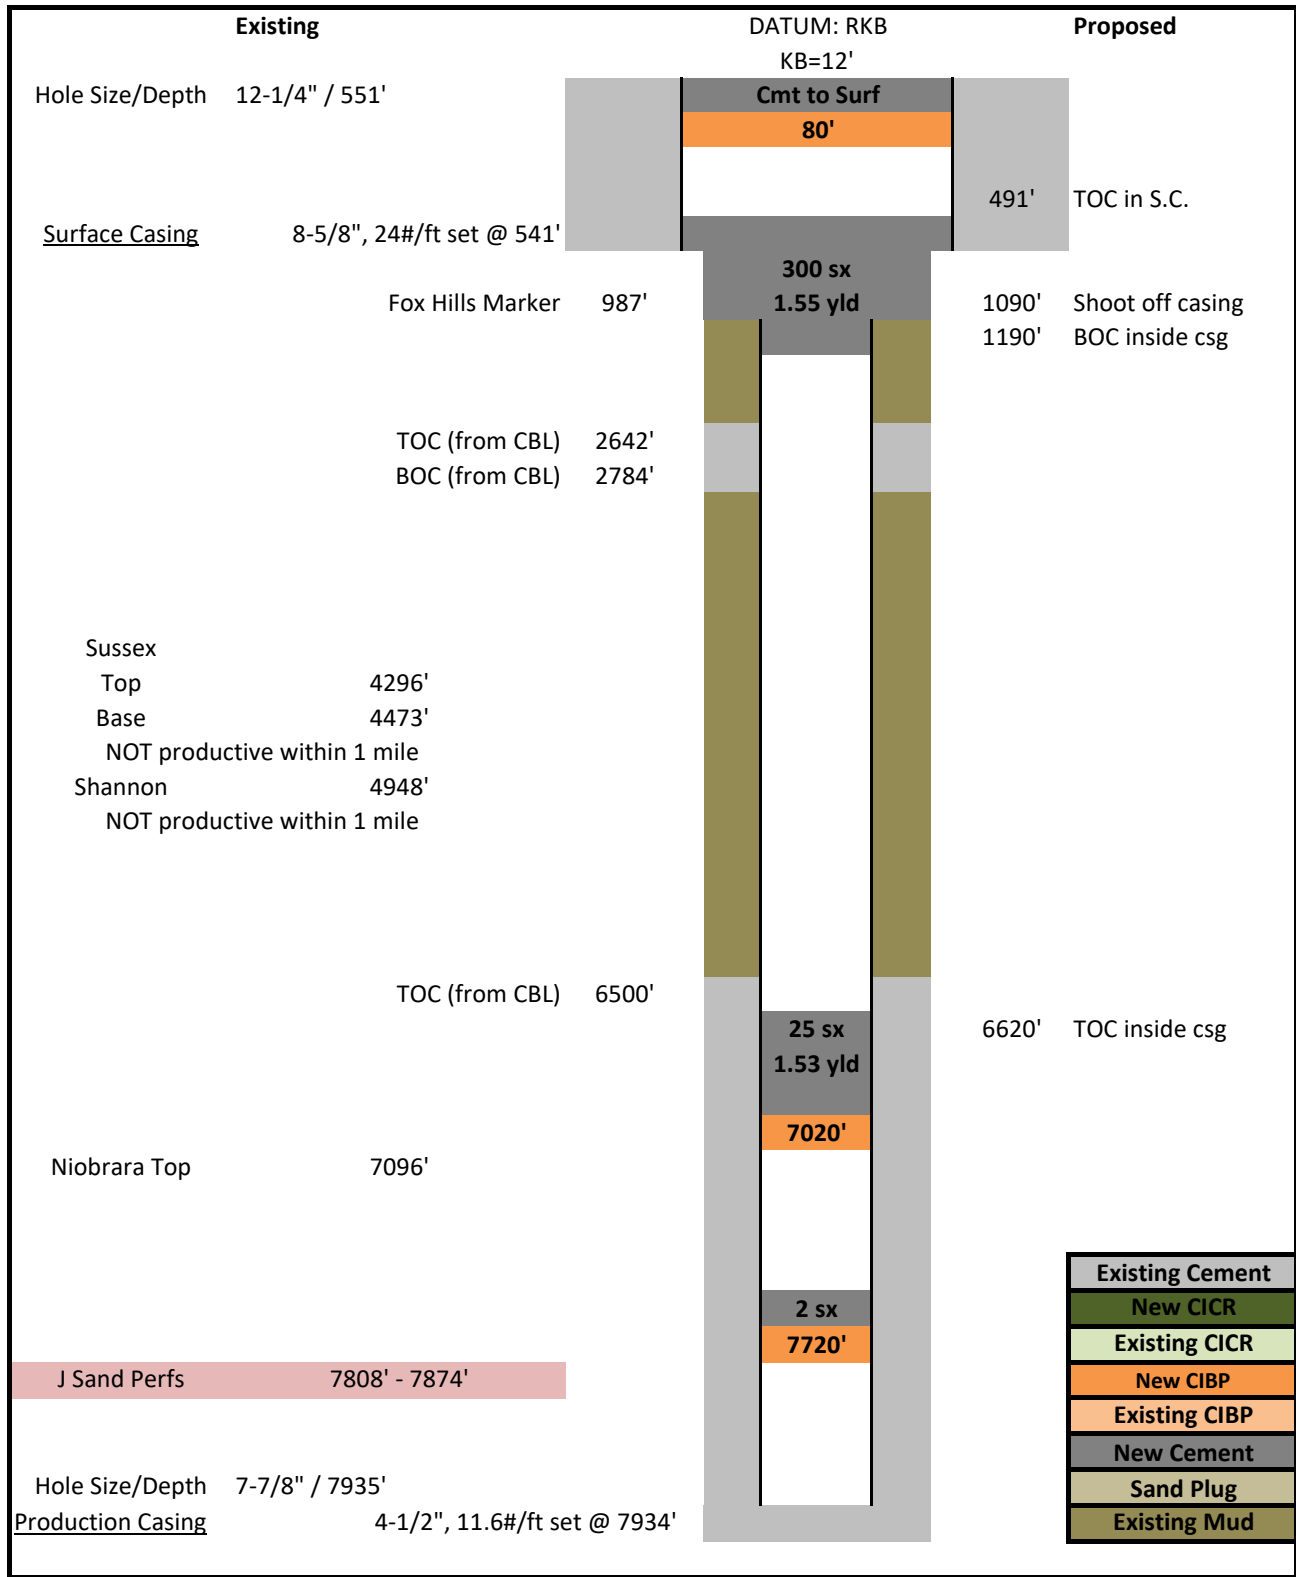 Existing DATUM: RKB Proposed
KB=12'
Hole Size/Depth 12-1/4" / 551' Cmt to Surf
80'
491' TOC in S.C.
Surface Casing 8-5/8", 24#/ft set @ 541'
300 sx
Fox Hills Marker 987' 1.55 yld 1090' Shoot off casing
1190' BOC inside csg
TOC (from CBL) 2642'
BOC (from CBL) 2784'
Sussex
Top 4296'
Base 4473'
NOT productive within 1 mile
Shannon 4948'
NOT productive within 1 mile
TOC (from CBL) 6500'
25 sx 6620' TOC inside csg
1.53 yld
7020'
Niobrara Top 7096'
Existing Cement
2 sx New CICR
7720' Existing CICR
J Sand Perfs 7808' - 7874' New CIBP
Existing CIBP
New Cement
Hole Size/Depth 7-7/8" / 7935' Sand Plug
Production Casing 4-1/2", 11.6#/ft set @ 7934' Existing Mud